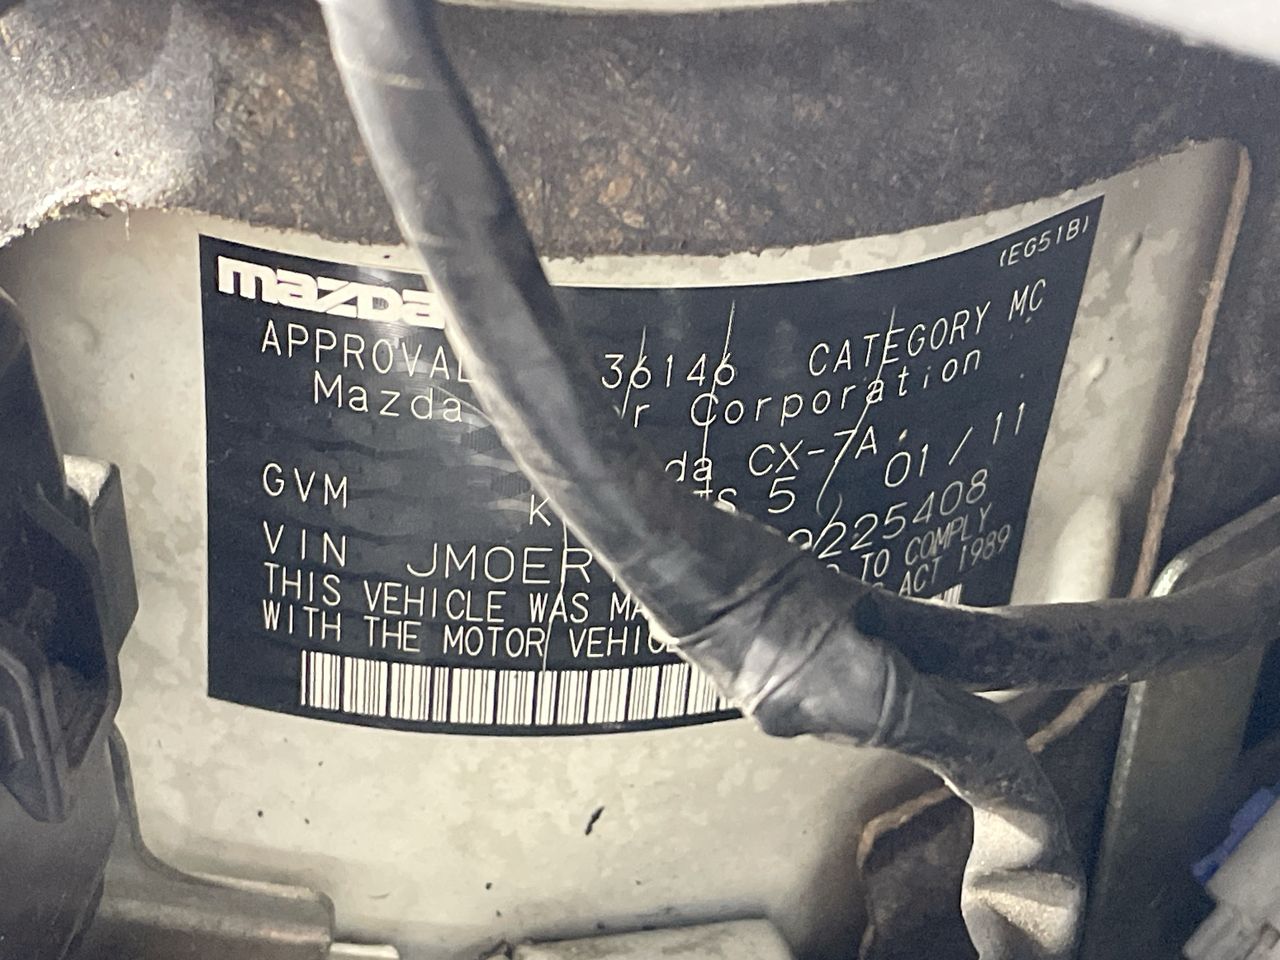 (EG51B)
mazda
APPROVAL 36146 CATEGORY MC
Mazda Corporation
CX-7A 01/11
GVM 5
VIN JM0ER 225408
THIS VEHICLE WAS TO COMPLY
WITH THE MOTOR ACT 1989